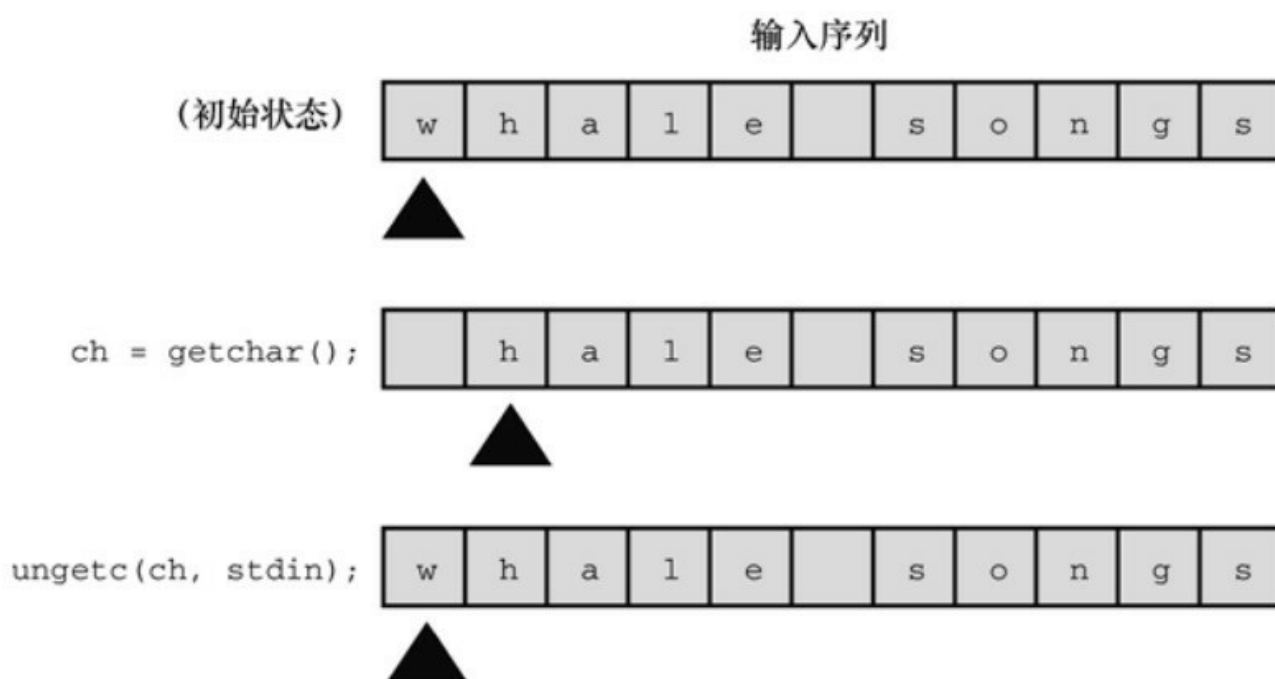 输入序列
(初始状态) w h a l e s o n g s
ch = getchar(); h a l e s o n g s
ungetc(ch, stdin); w h a l e s o n g s